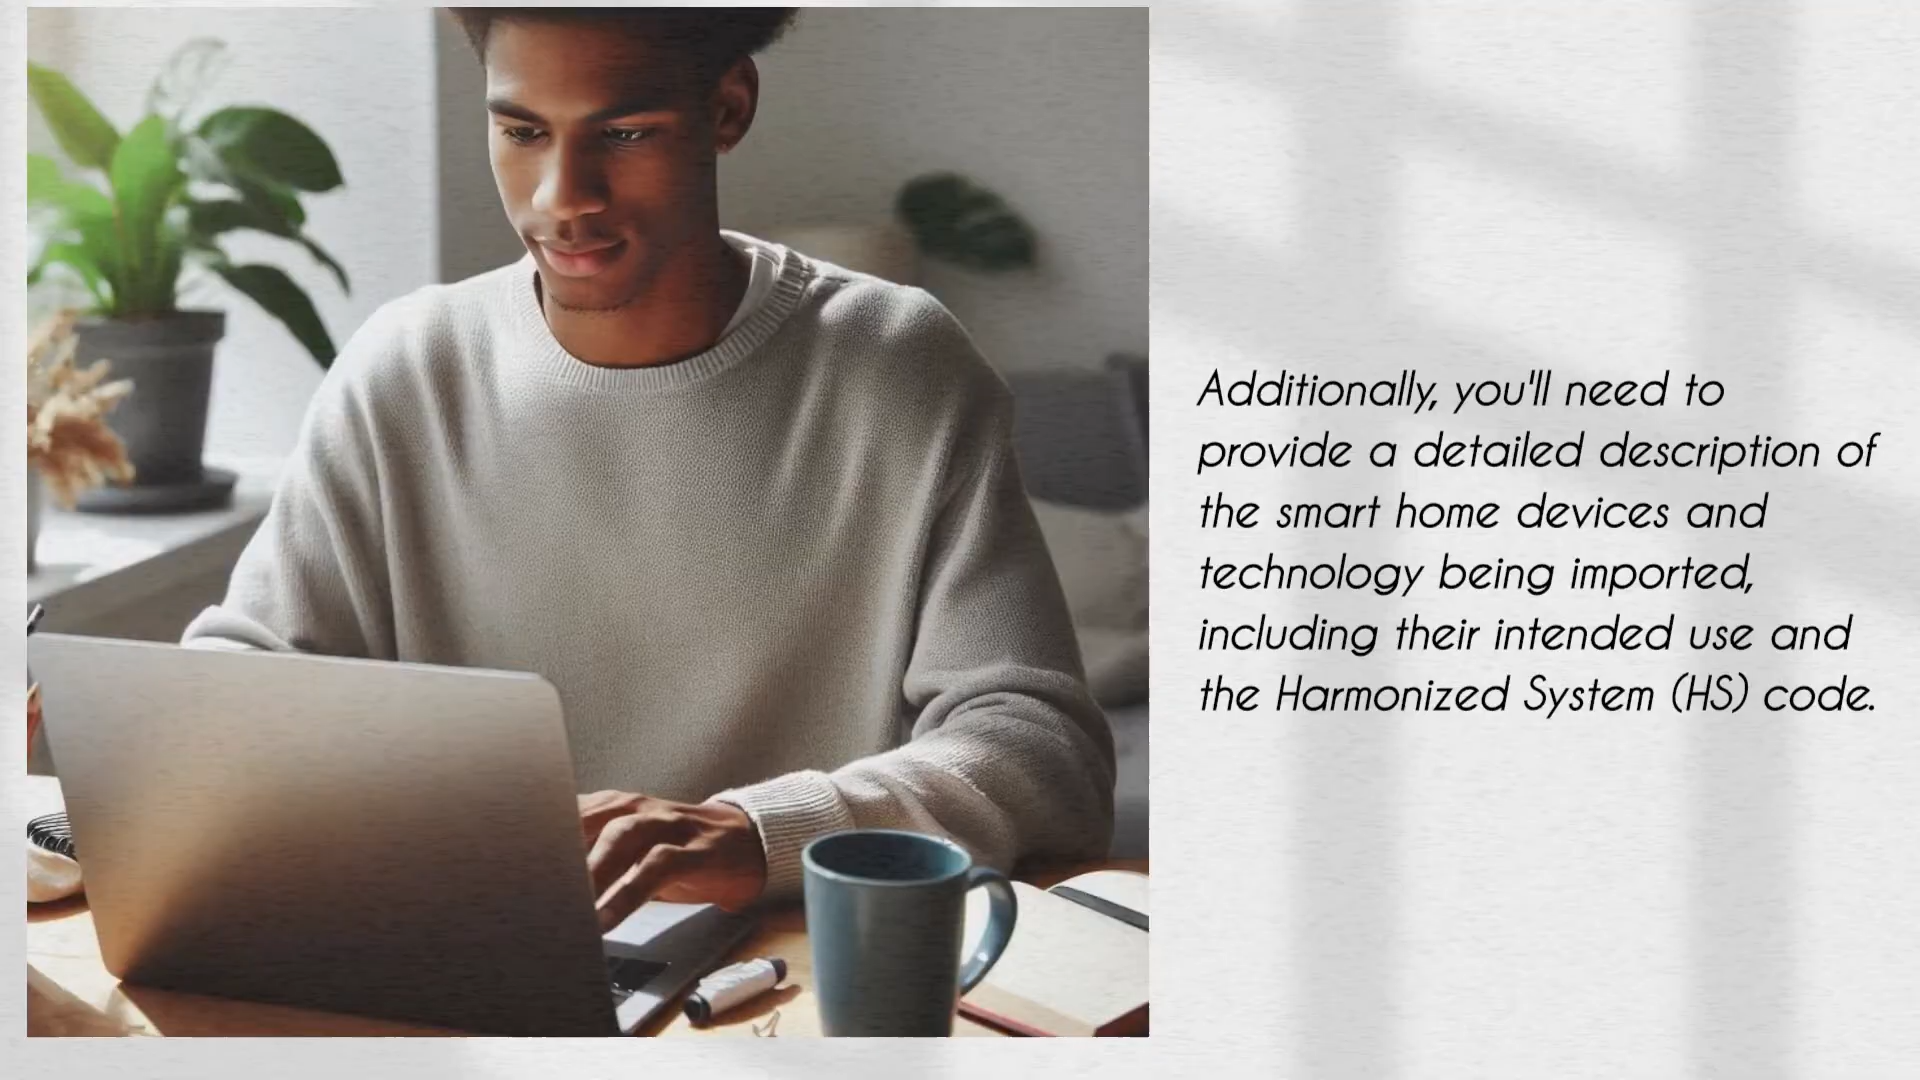 Additionally, you'll need to
provide a detailed description of
the smart home devices and
technology being imported,
including their intended use and
the Harmonized System (HS) code.